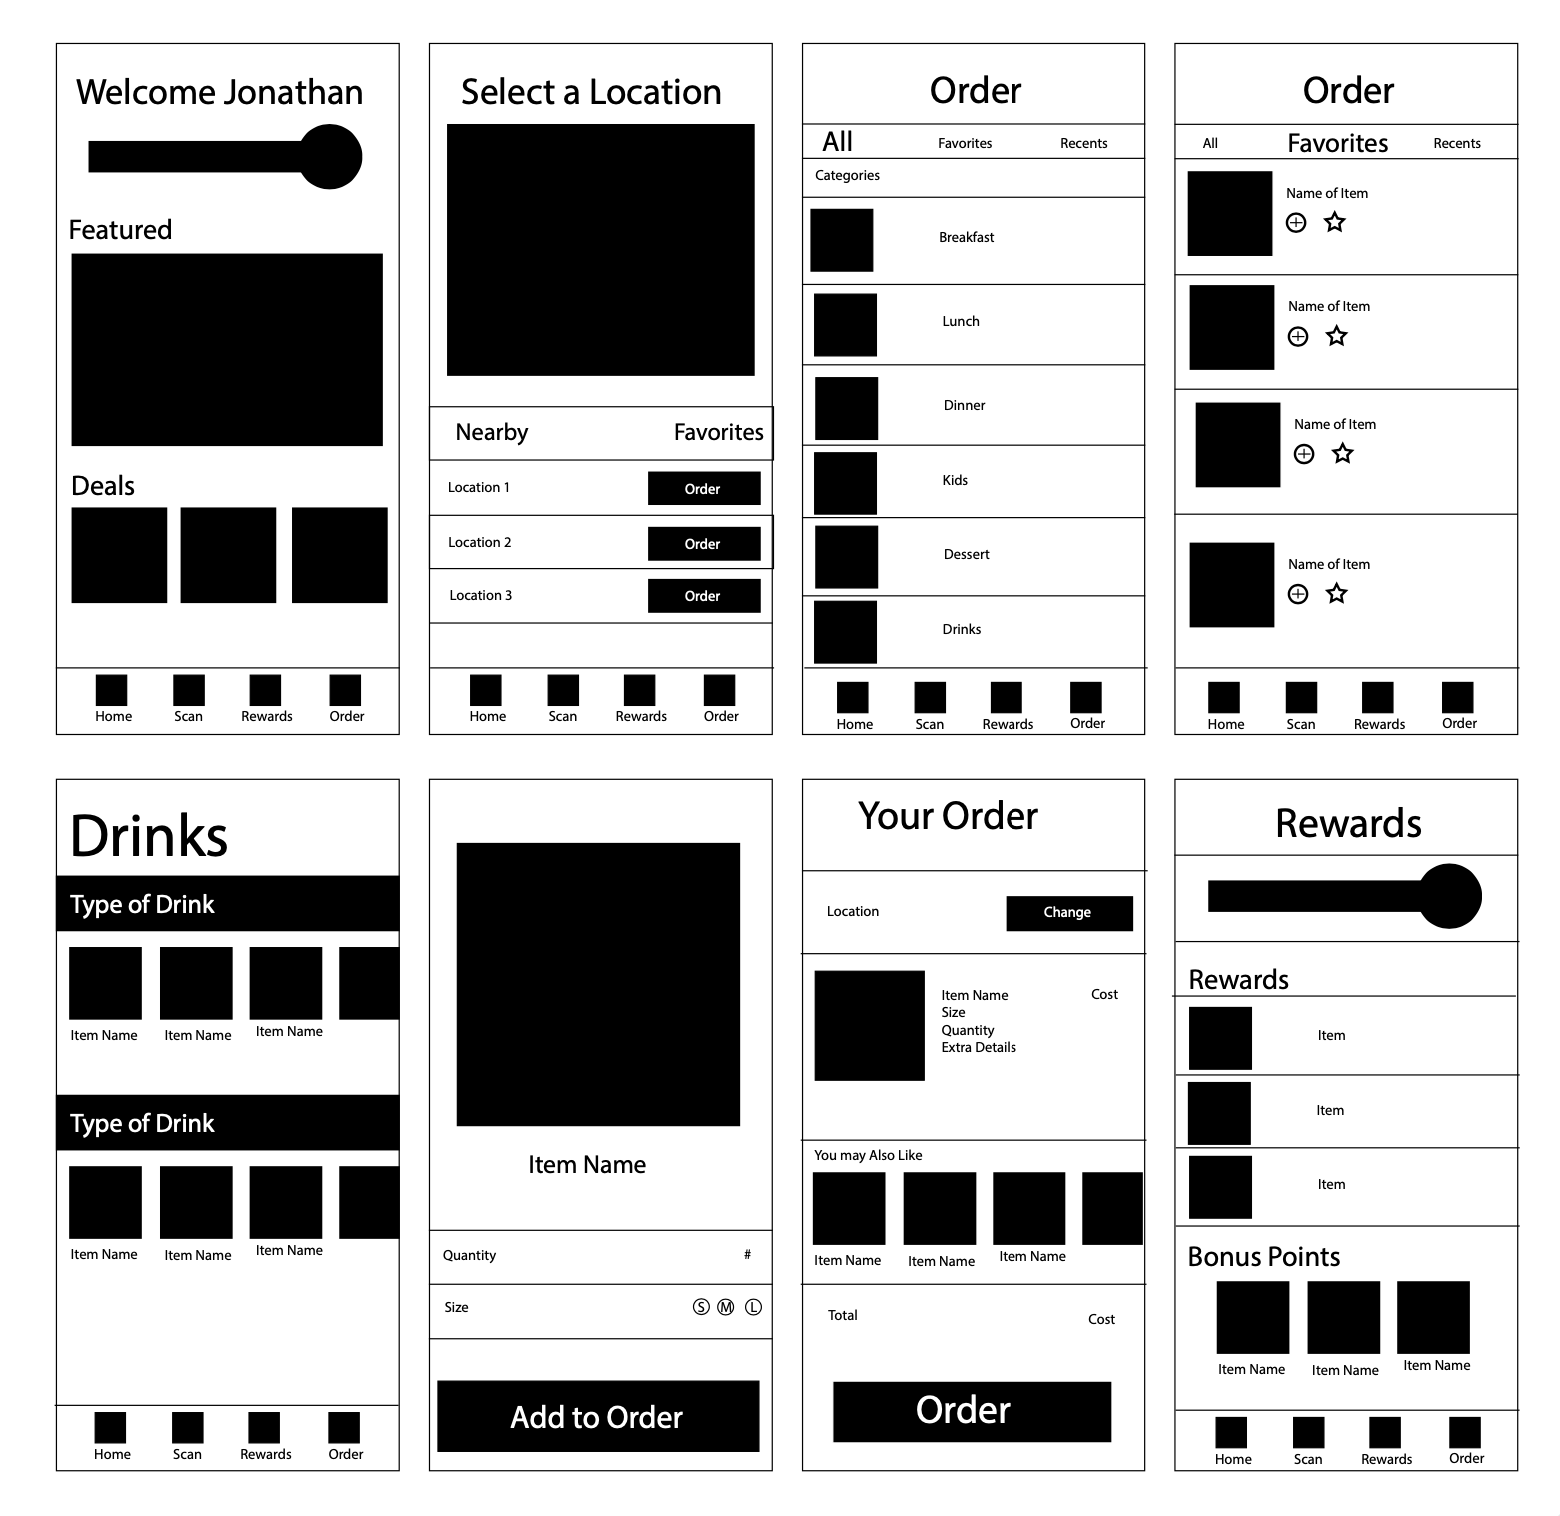 Welcome Jonathan
Featured
Deals
Home Scan Rewards Order
Select a Location
Nearby Favorites
Location 1 Order
Location 2 Order
Location 3 Order
Home Scan Rewards Order
Order
All Favorites Recents
Categories
Breakfast
Lunch
Dinner
Kids
Dessert
Drinks
Home Scan Rewards Order
Order
All Favorites Recents
Name of Item
Name of Item
Name of Item
Name of Item
Home Scan Rewards Order
Drinks
Type of Drink
Item Name Item Name Item Name
Type of Drink
Item Name Item Name Item Name
Home Scan Rewards Order
Item Name
Quantity #
Size S M L
Add to Order
Your Order
Location Change
Item Name Cost
Size
Quantity
Extra Details
You may Also Like
Item Name Item Name Item Name
Total Cost
Order
Rewards
Rewards
Item
Item
Item
Bonus Points
Item Name Item Name Item Name
Home Scan Rewards Order